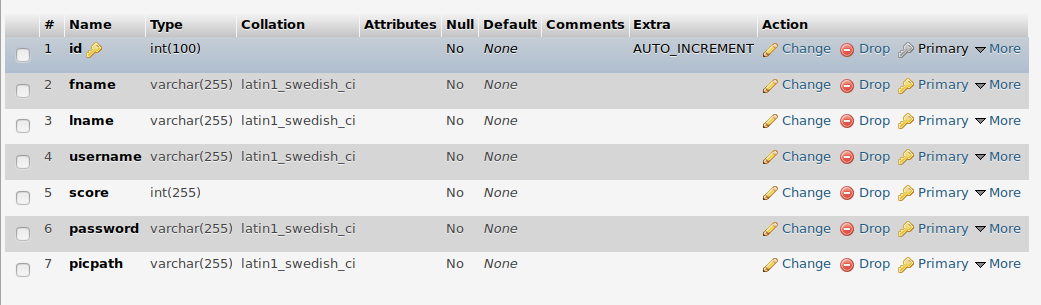 # Name Type Collation Attributes Null Default Comments Extra Action
1 id int(100) No None AUTO_INCREMENT Change Drop Primary More
2 fname varchar(255) latin1_swedish_ci No None Change Drop Primary More
3 lname varchar(255) latin1_swedish_ci No None Change Drop Primary More
4 username varchar(255) latin1_swedish_ci No None Change Drop Primary More
5 score int(255) No None Change Drop Primary More
6 password varchar(255) latin1_swedish_ci No None Change Drop Primary More
7 picpath varchar(255) latin1_swedish_ci No None Change Drop Primary More